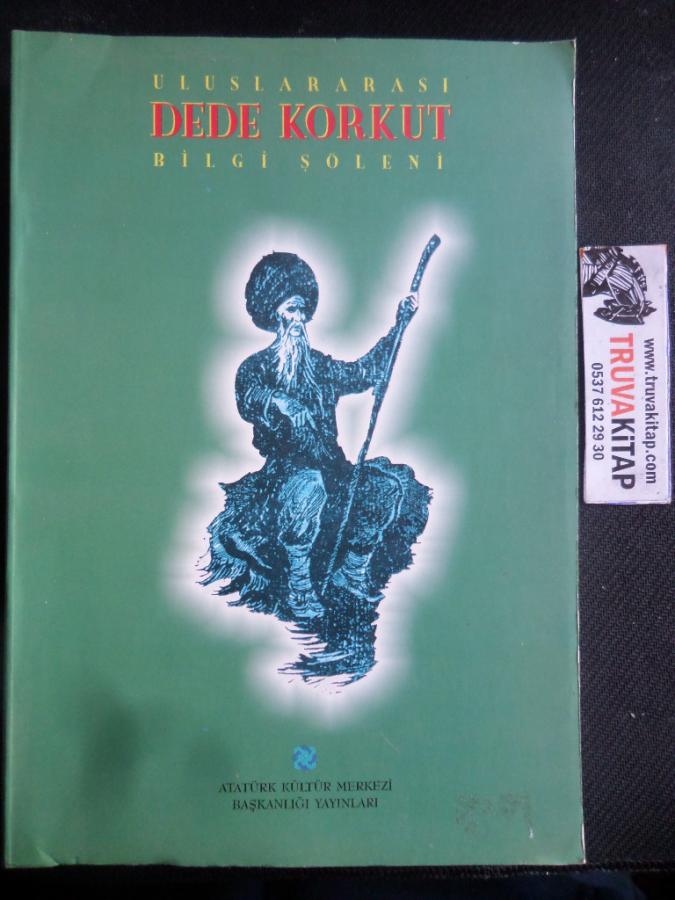 ULUSLARARASI
DEDE KORKUT
BİLGİ ŞÖLENİ
ATATÜRK KÜLTÜR MERKEZİ
BAŞKANLIĞI YAYINLARI
www.truvakitap.com
TRUVAKİTAP
0537 612 29 30